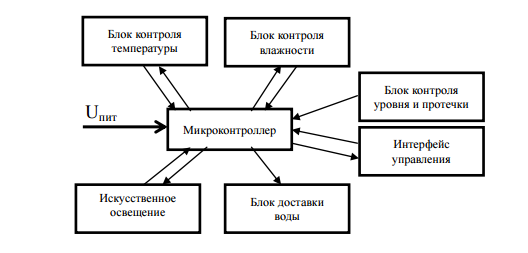 Блок контроля
температуры
Блок контроля
влажности
Блок контроля
уровня и протечки
Uпит
Микроконтроллер
Интерфейс
управления
Искусственное
освещение
Блок доставки
воды